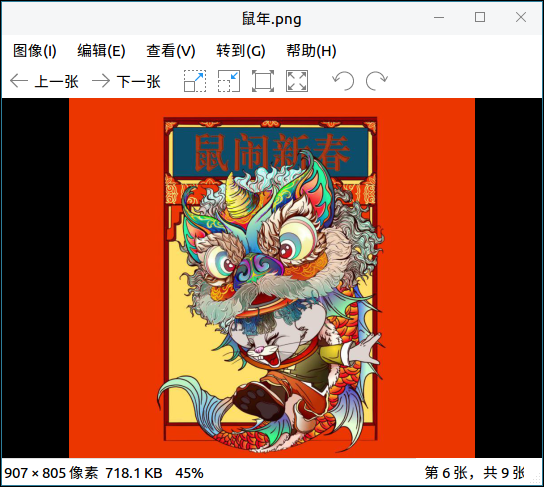 鼠年.png
图像(I) 编辑(E) 查看(V) 转到(G) 帮助(H)
上一张 下一张
鼠闹新春
907 × 805 像素 718.1 KB 45%
第 6 张，共 9 张